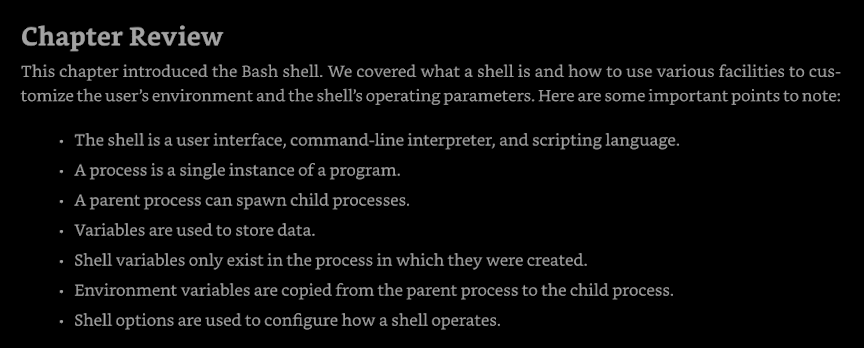 Chapter Review
This chapter introduced the Bash shell. We covered what a shell is and how to use various facilities to cus-
tomize the user’s environment and the shell’s operating parameters. Here are some important points to note:
• The shell is a user interface, command-line interpreter, and scripting language.
• A process is a single instance of a program.
• A parent process can spawn child processes.
• Variables are used to store data.
• Shell variables only exist in the process in which they were created.
• Environment variables are copied from the parent process to the child process.
• Shell options are used to configure how a shell operates.